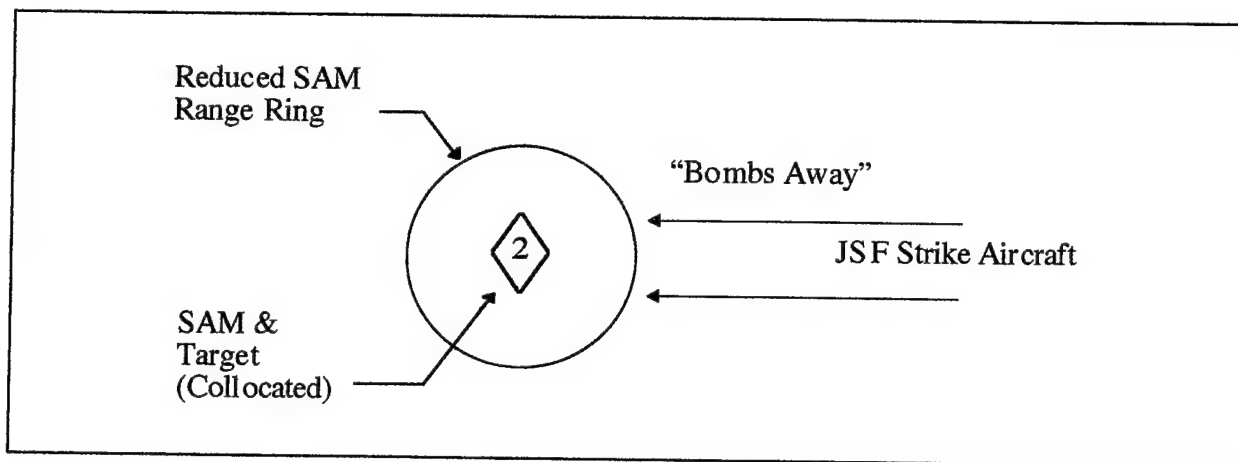 Reduced SAM
Range Ring
"Bombs Away"
2
JSF Strike Aircraft
SAM &
Target
(Collocated)